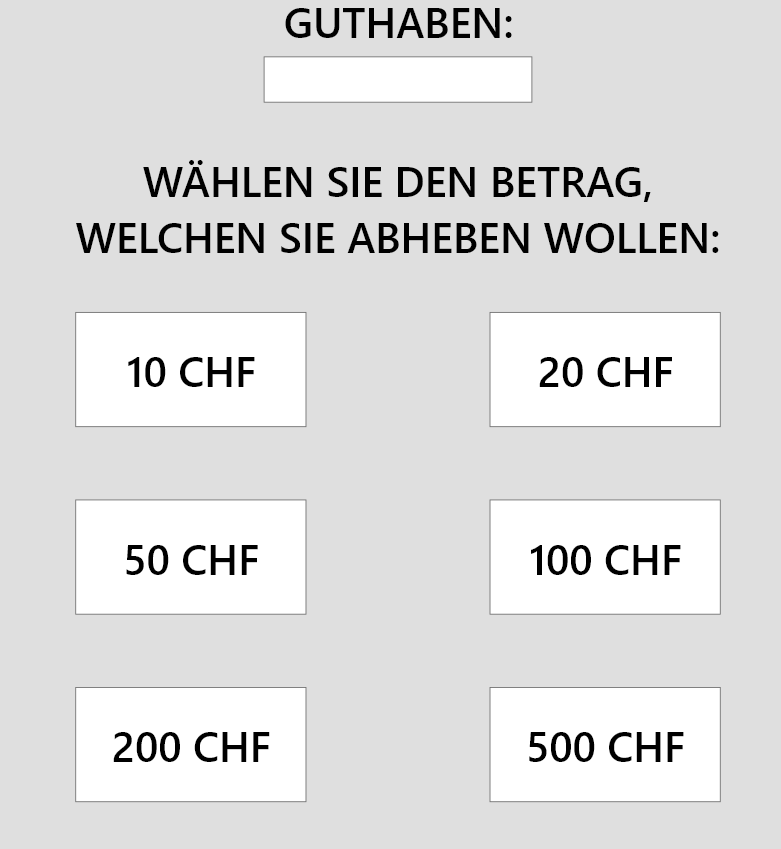 GUTHABEN:
WÄHLEN SIE DEN BETRAG,
WELCHEN SIE ABHEBEN WOLLEN:
10 CHF
20 CHF
50 CHF
100 CHF
200 CHF
500 CHF